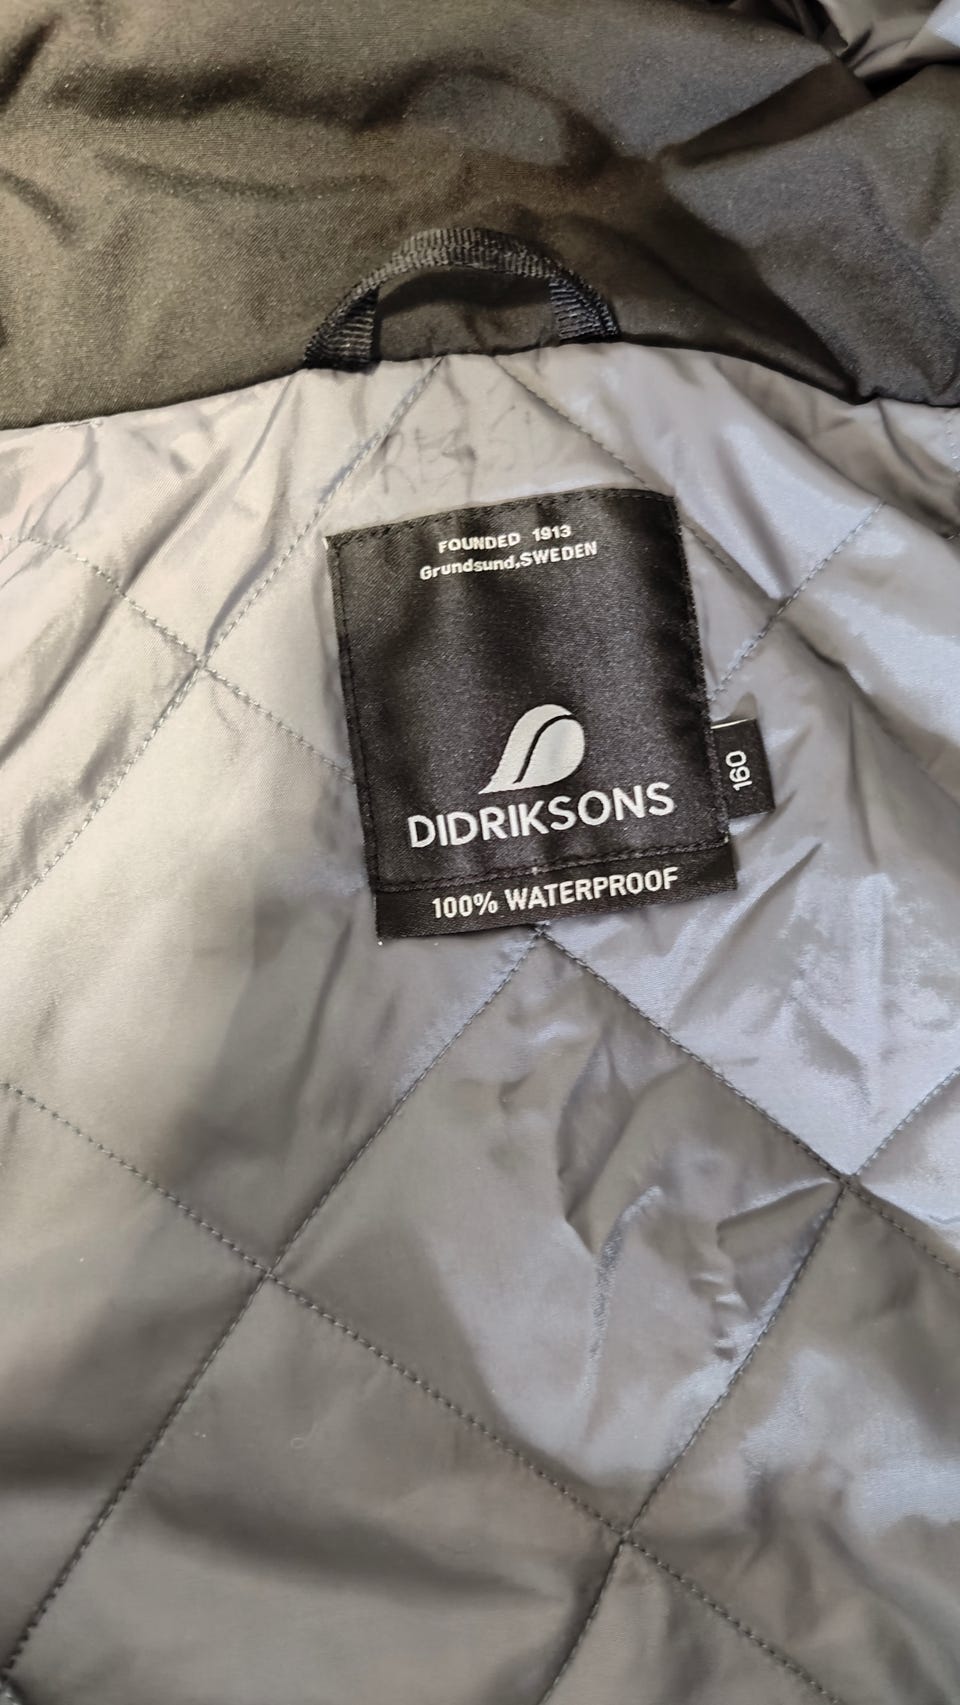 FOUNDED 1913
Grundsund,SWEDEN
DIDRIKSONS
160
100% WATERPROOF